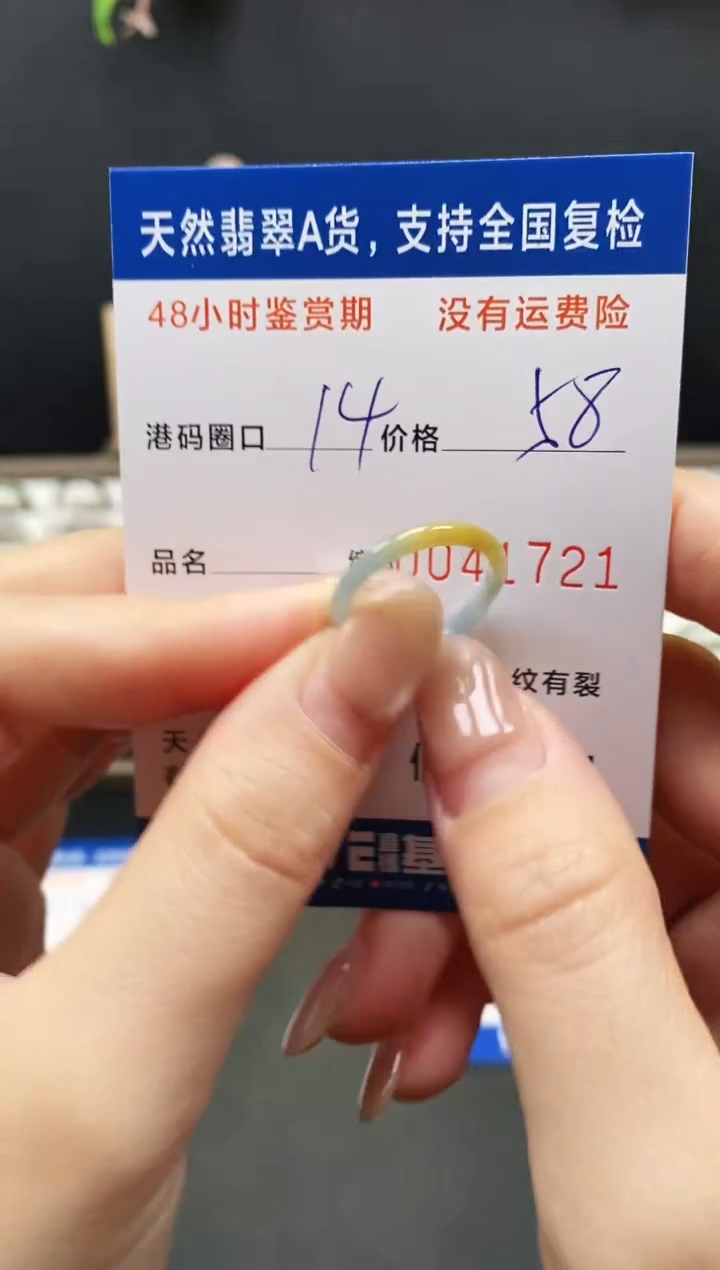 天然翡翠A货，支持全国复检
48小时鉴赏期 没有运费险
港码圈口 14 价格 58
品名 0041721
纹有裂
天
基